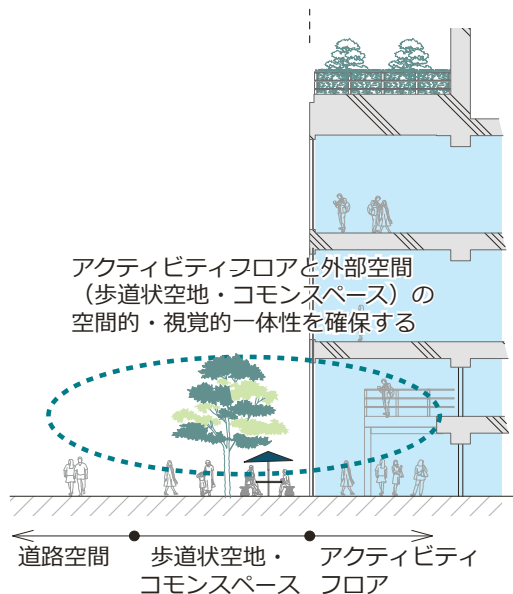 アクティビティフロアと外部空間
（歩道状空地・コモンスペース）の
空間的・視覚的一体性を確保する
道路空間
歩道状空地・
コモンスペース
アクティビティ
フロア